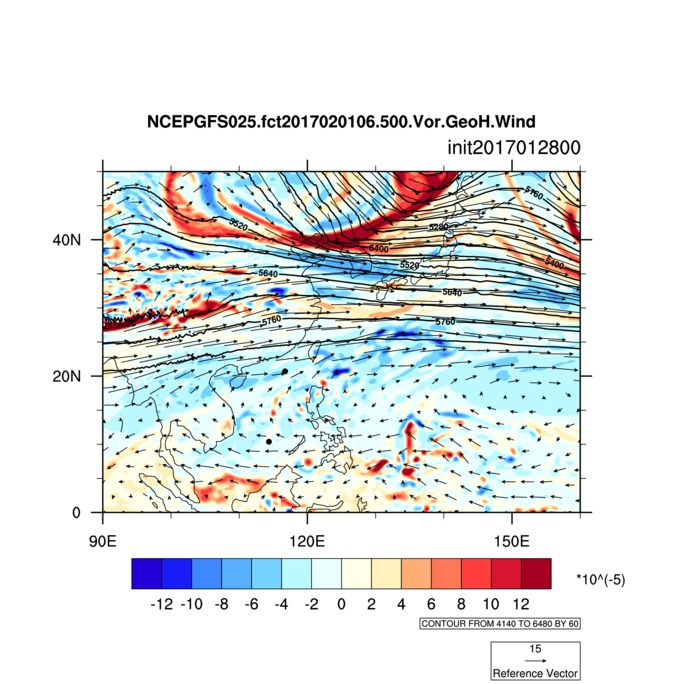 NCEPGFS025.fct2017020106.500.Vor.GeoH.Wind
init2017012800
5160
5520
5280
40N
5400
5520
5400
5640
5640
5760
5760
20N
0
90E 120E 150E
*10^(-5)
-12 -10 -8 -6 -4 -2 0 2 4 6 8 10 12
CONTOUR FROM 4140 TO 6480 BY 60
15
Reference Vector